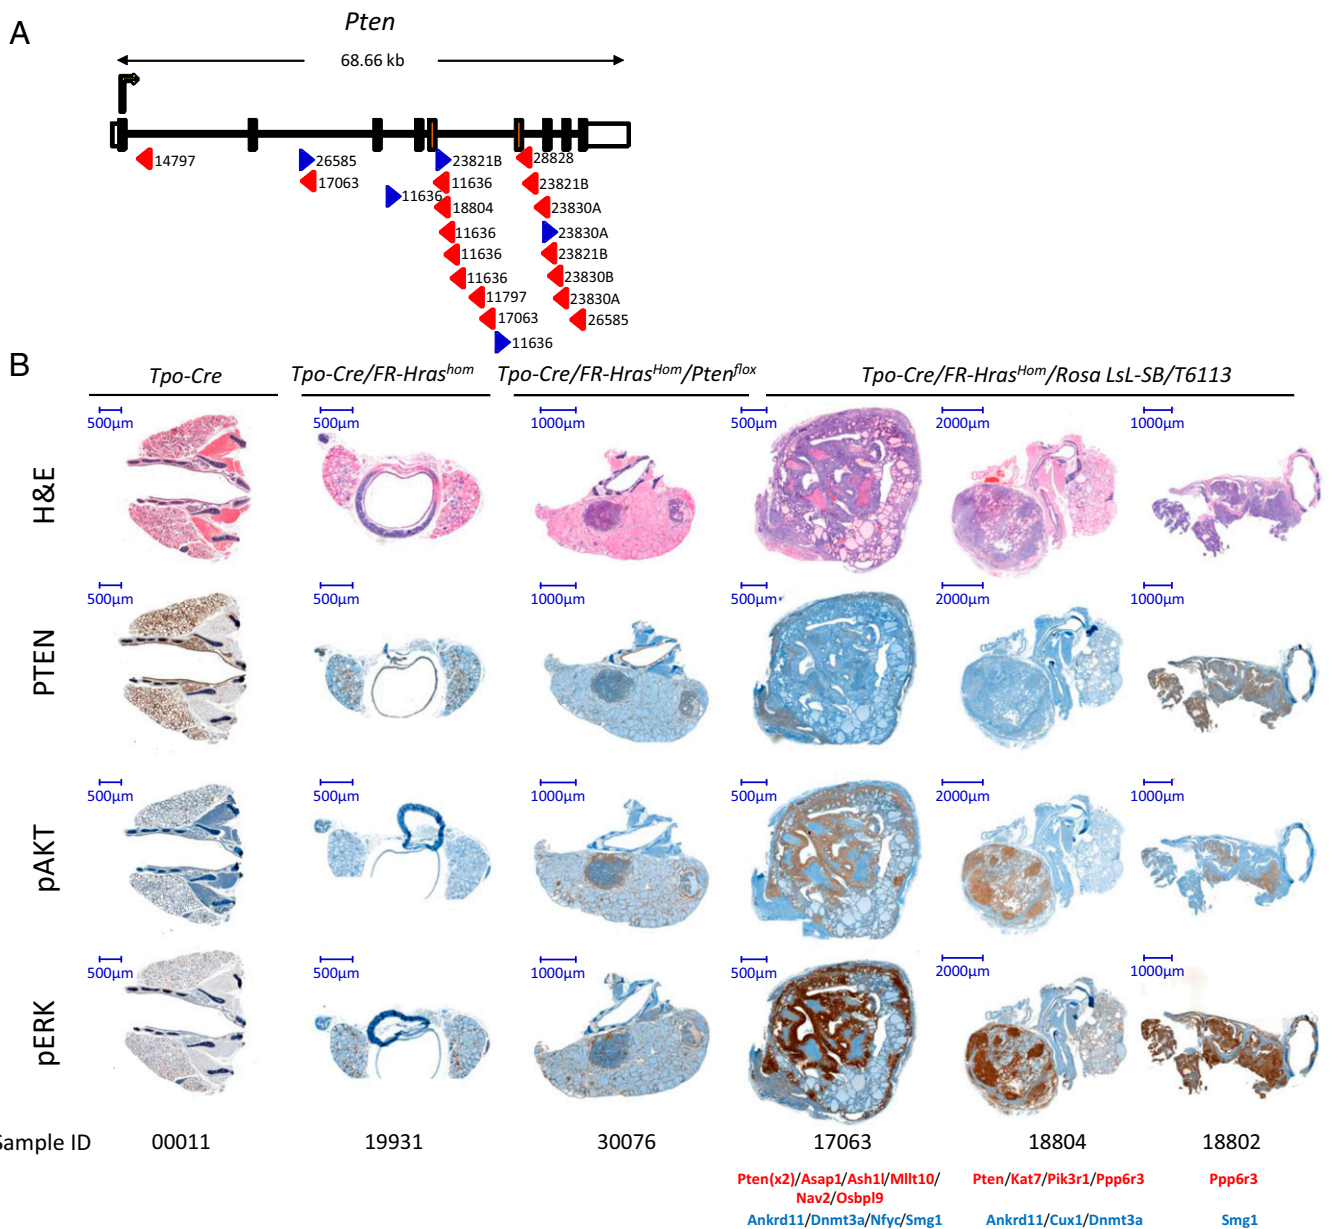 A
Pten
68.66 kb
14797
26585
17063
11636
23821B
11636
18804
11636
11636
11636
11797
17063
11636
28828
23821B
23830A
23830A
23821B
23830B
23830A
26585
B
Tpo-Cre
Tpo-Cre/FR-Hras^hom
Tpo-Cre/FR-Hras^Hom/Pten^flox
Tpo-Cre/FR-Hras^Hom/Rosa LsL-SB/T6113
H&E
500µm 500µm 1000µm 500µm 2000µm 1000µm
PTEN
500µm 500µm 1000µm 500µm 2000µm 1000µm
pAKT
500µm 500µm 1000µm 500µm 2000µm 1000µm
pERK
500µm 500µm 1000µm 500µm 2000µm 1000µm
Sample ID 00011 19931 30076 17063 18804 18802
Pten(x2)/Asap1/Ash1l/Mllt10/
Nav2/Osbpl9
Ankrd11/Dnmt3a/Nfyc/Smg1
Pten/Kat7/Pik3r1/Ppp6r3
Ankrd11/Cux1/Dnmt3a
Ppp6r3
Smg1